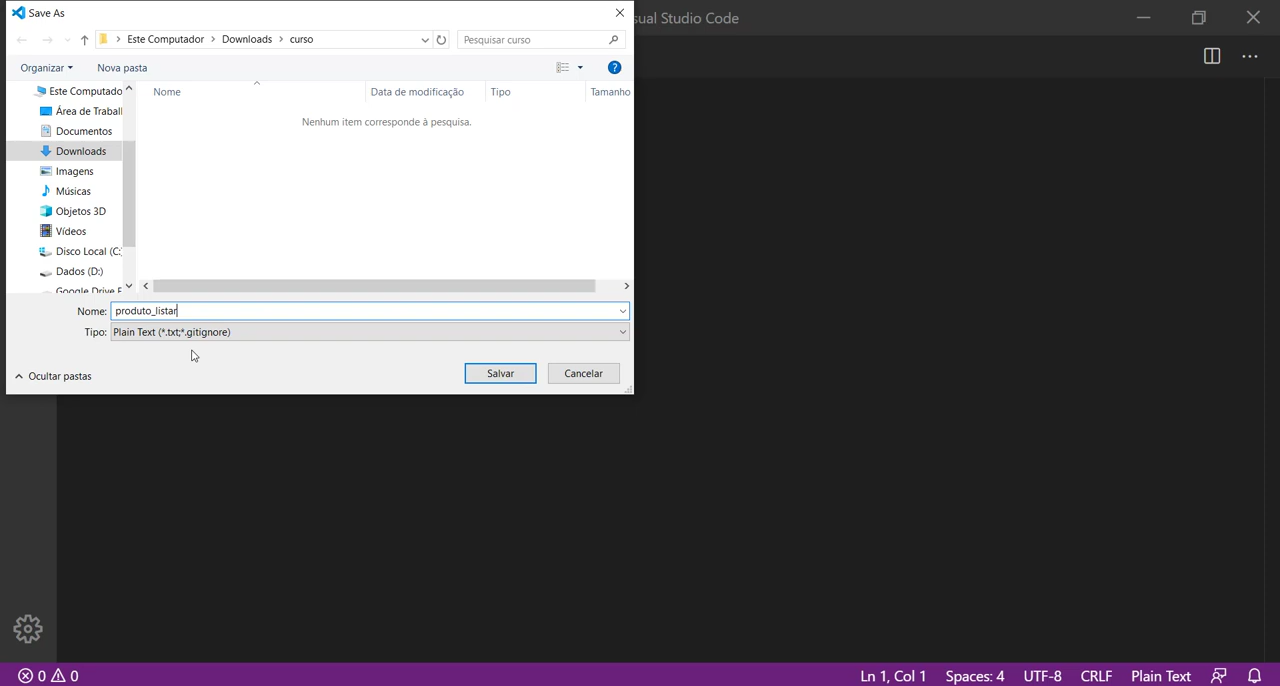 Save As
sual Studio Code
Este Computador > Downloads > curso
Pesquisar curso
Organizar
Nova pasta
?
Este Computado
Área de Traball
Documentos
Downloads
Imagens
Músicas
Objetos 3D
Vídeos
Disco Local (C:
Dados (D:)
Google Drive F
Nome
Data de modificação
Tipo
Tamanho
Nenhum item corresponde à pesquisa.
Nome: produto_listar
Tipo: Plain Text (*.txt;*.gitignore)
Ocultar pastas
Salvar
Cancelar
0 0
Ln 1, Col 1
Spaces: 4
UTF-8
CRLF
Plain Text